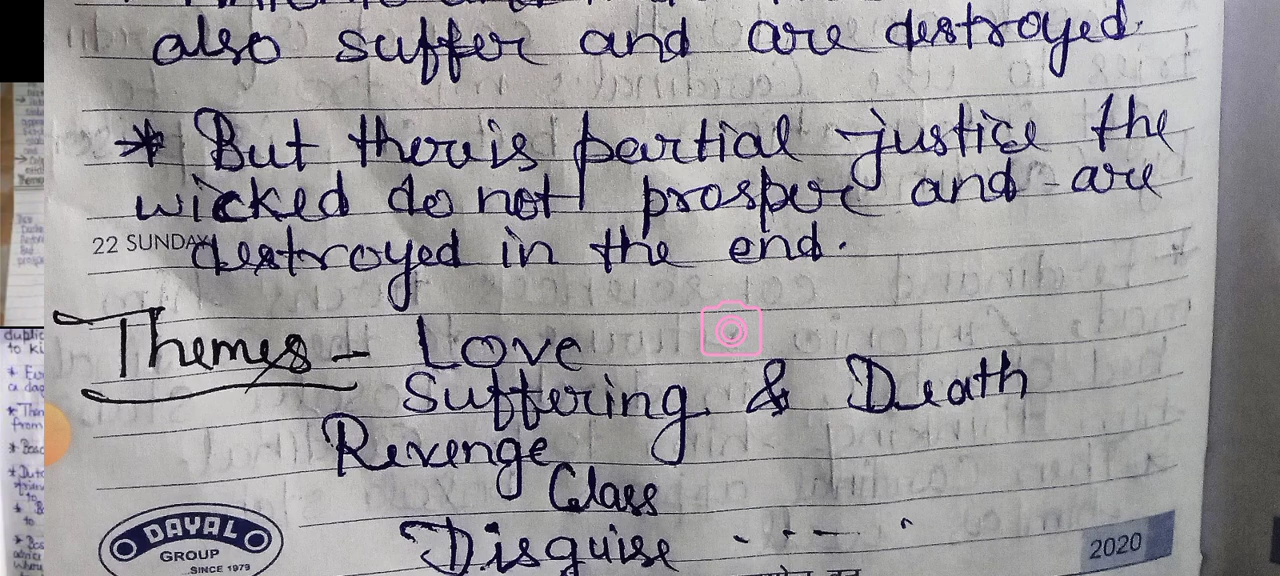 also suffer and are destroyed.
* But there is partial justice the
wicked do not prosper and are
22 SUNDAY destroyed in the end.
Themes - Love
Suffering & Death
Revenge
Class
Disguise - - - -
DAYAL
GROUP
SINCE 1979
2020